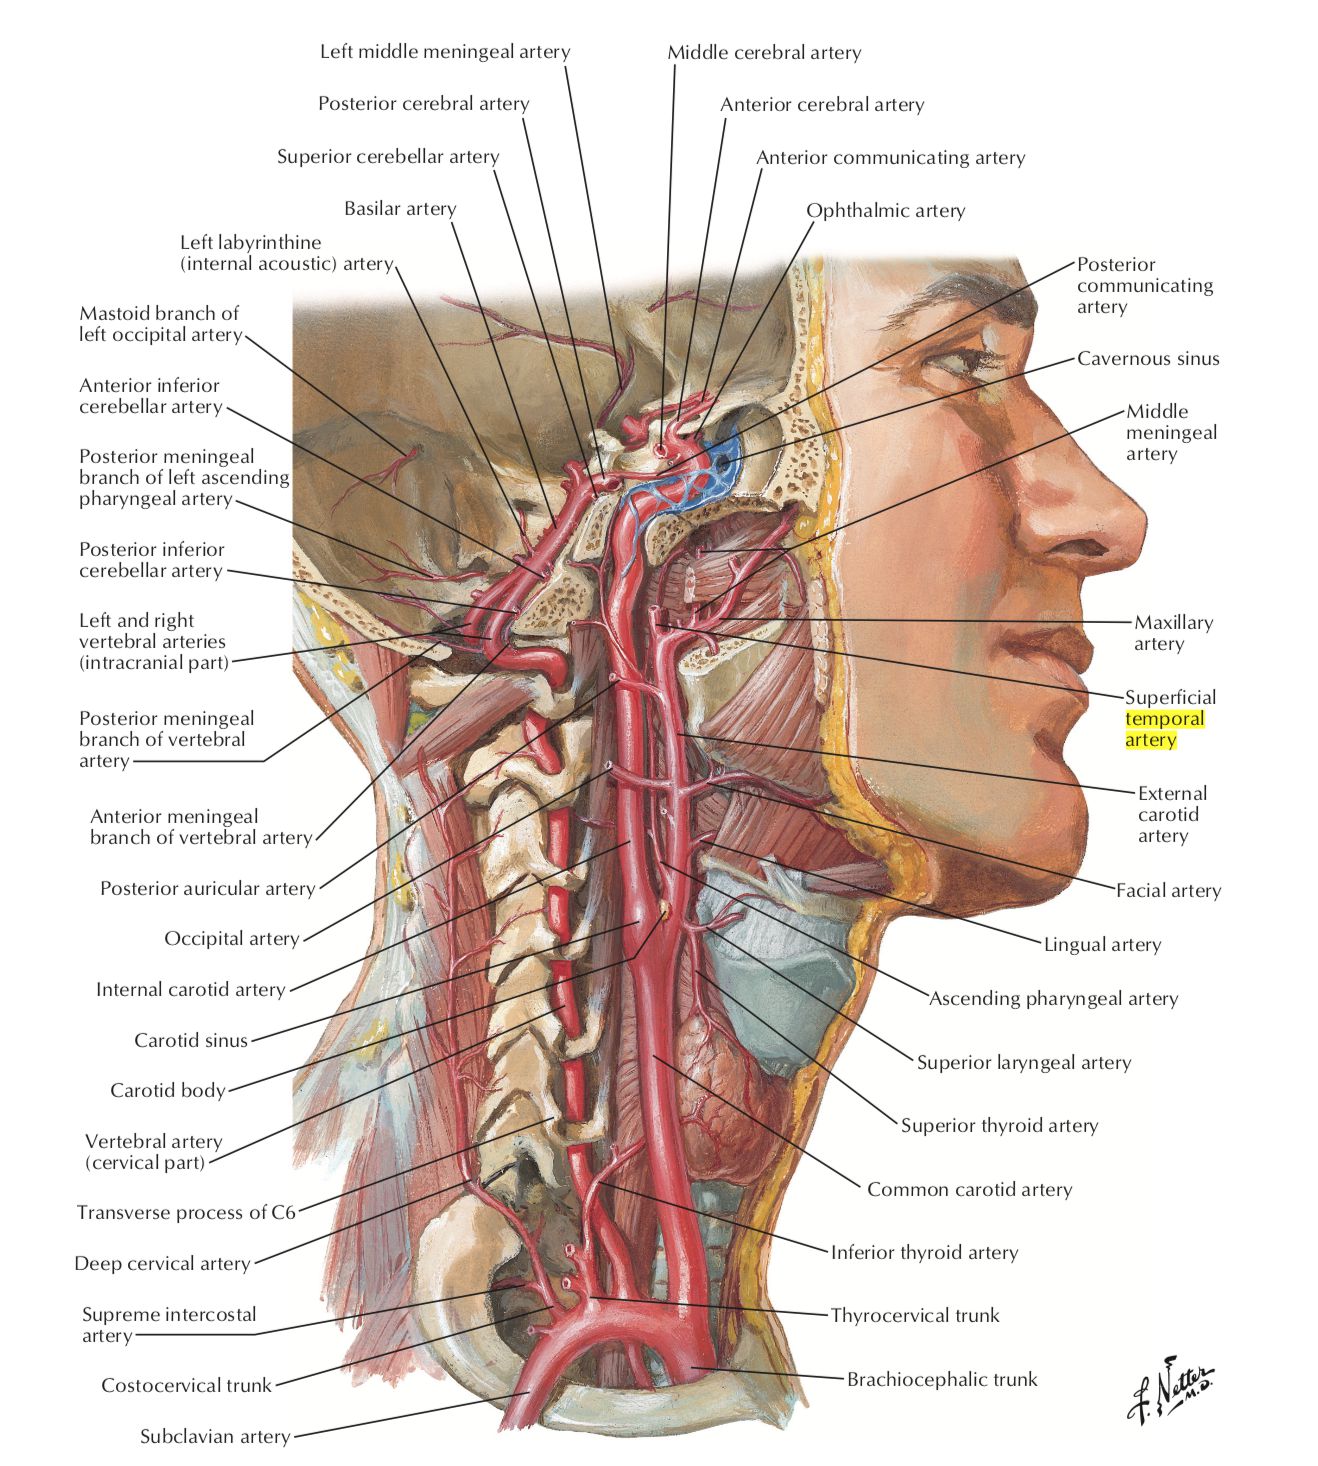 Left middle meningeal artery
Middle cerebral artery
Posterior cerebral artery
Anterior cerebral artery
Superior cerebellar artery
Anterior communicating artery
Basilar artery
Ophthalmic artery
Left labyrinthine
(internal acoustic) artery
Posterior
communicating
artery
Mastoid branch of
left occipital artery
Cavernous sinus
Anterior inferior
cerebellar artery
Middle
meningeal
artery
Posterior meningeal
branch of left ascending
pharyngeal artery
Posterior inferior
cerebellar artery
Left and right
vertebral arteries
(intracranial part)
Maxillary
artery
Superficial
temporal
artery
Posterior meningeal
branch of vertebral
artery
External
carotid
artery
Anterior meningeal
branch of vertebral artery
Posterior auricular artery
Facial artery
Occipital artery
Lingual artery
Internal carotid artery
Ascending pharyngeal artery
Carotid sinus
Superior laryngeal artery
Carotid body
Superior thyroid artery
Vertebral artery
(cervical part)
Common carotid artery
Transverse process of C6
Deep cervical artery
Inferior thyroid artery
Supreme intercostal
artery
Thyrocervical trunk
Costocervical trunk
Brachiocephalic trunk
Subclavian artery
F. Netter
M.D.